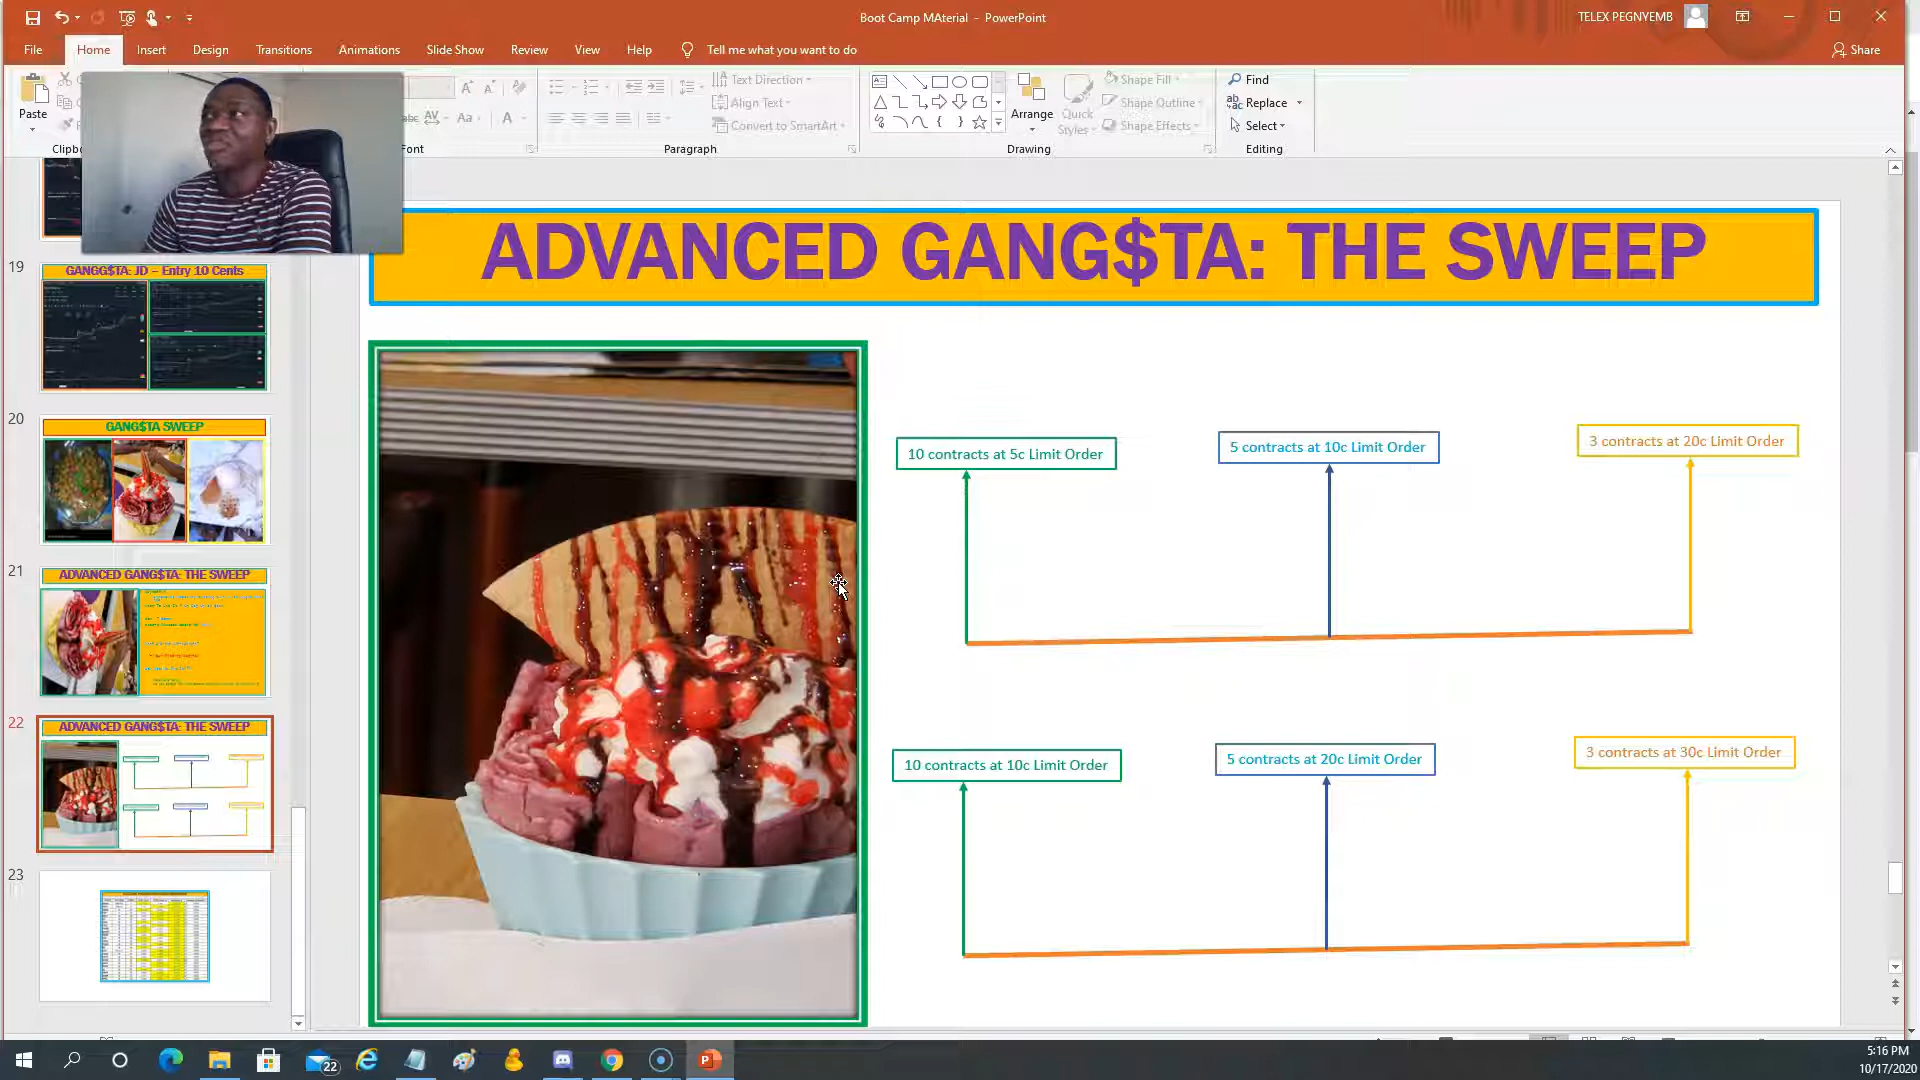 Boot Camp MAterial - PowerPoint
TELEX PEGNYEMB
File
Home
Insert
Design
Transitions
Animations
Slide Show
Review
View
Help
Tell me what you want to do
Share
Paste
Text Direction
Align Text
Convert to SmartArt
Arrange
Quick
Styles
Shape Fill
Shape Outline
Shape Effects
Find
Replace
Select
Paragraph
Drawing
Editing
19
GANGG$TA: JD – Entry 10 Cents
20
GANG$TA SWEEP
21
ADVANCED GANG$TA: THE SWEEP
22
ADVANCED GANG$TA: THE SWEEP
23
ADVANCED GANG$TA: THE SWEEP
10 contracts at 5c Limit Order
5 contracts at 10c Limit Order
3 contracts at 20c Limit Order
10 contracts at 10c Limit Order
5 contracts at 20c Limit Order
3 contracts at 30c Limit Order
22
5:16 PM
10/17/2020